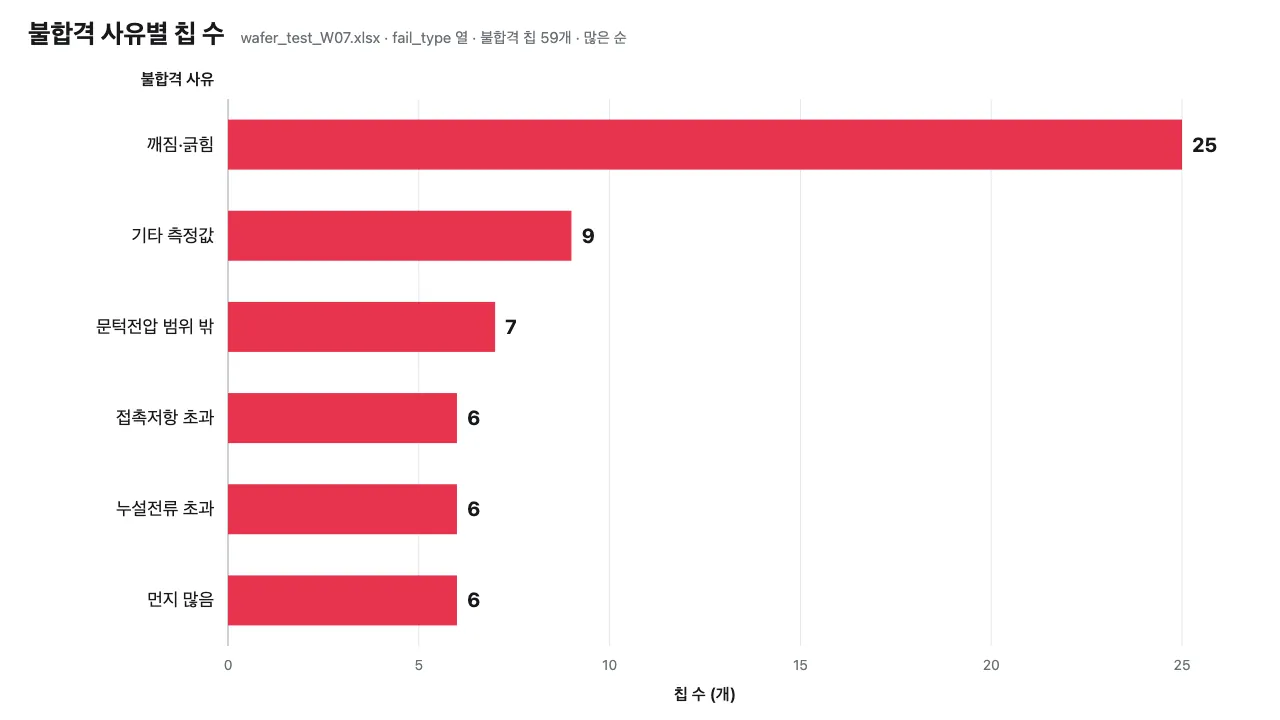 불합격 사유별 칩 수 wafer_test_W07.xlsx · fail_type 열 · 불합격 칩 59개 · 많은 순
불합격 사유
깨짐·긁힘 25
기타 측정값 9
문턱전압 범위 밖 7
접촉저항 초과 6
누설전류 초과 6
먼지 많음 6
0 5 10 15 20 25
칩 수 (개)